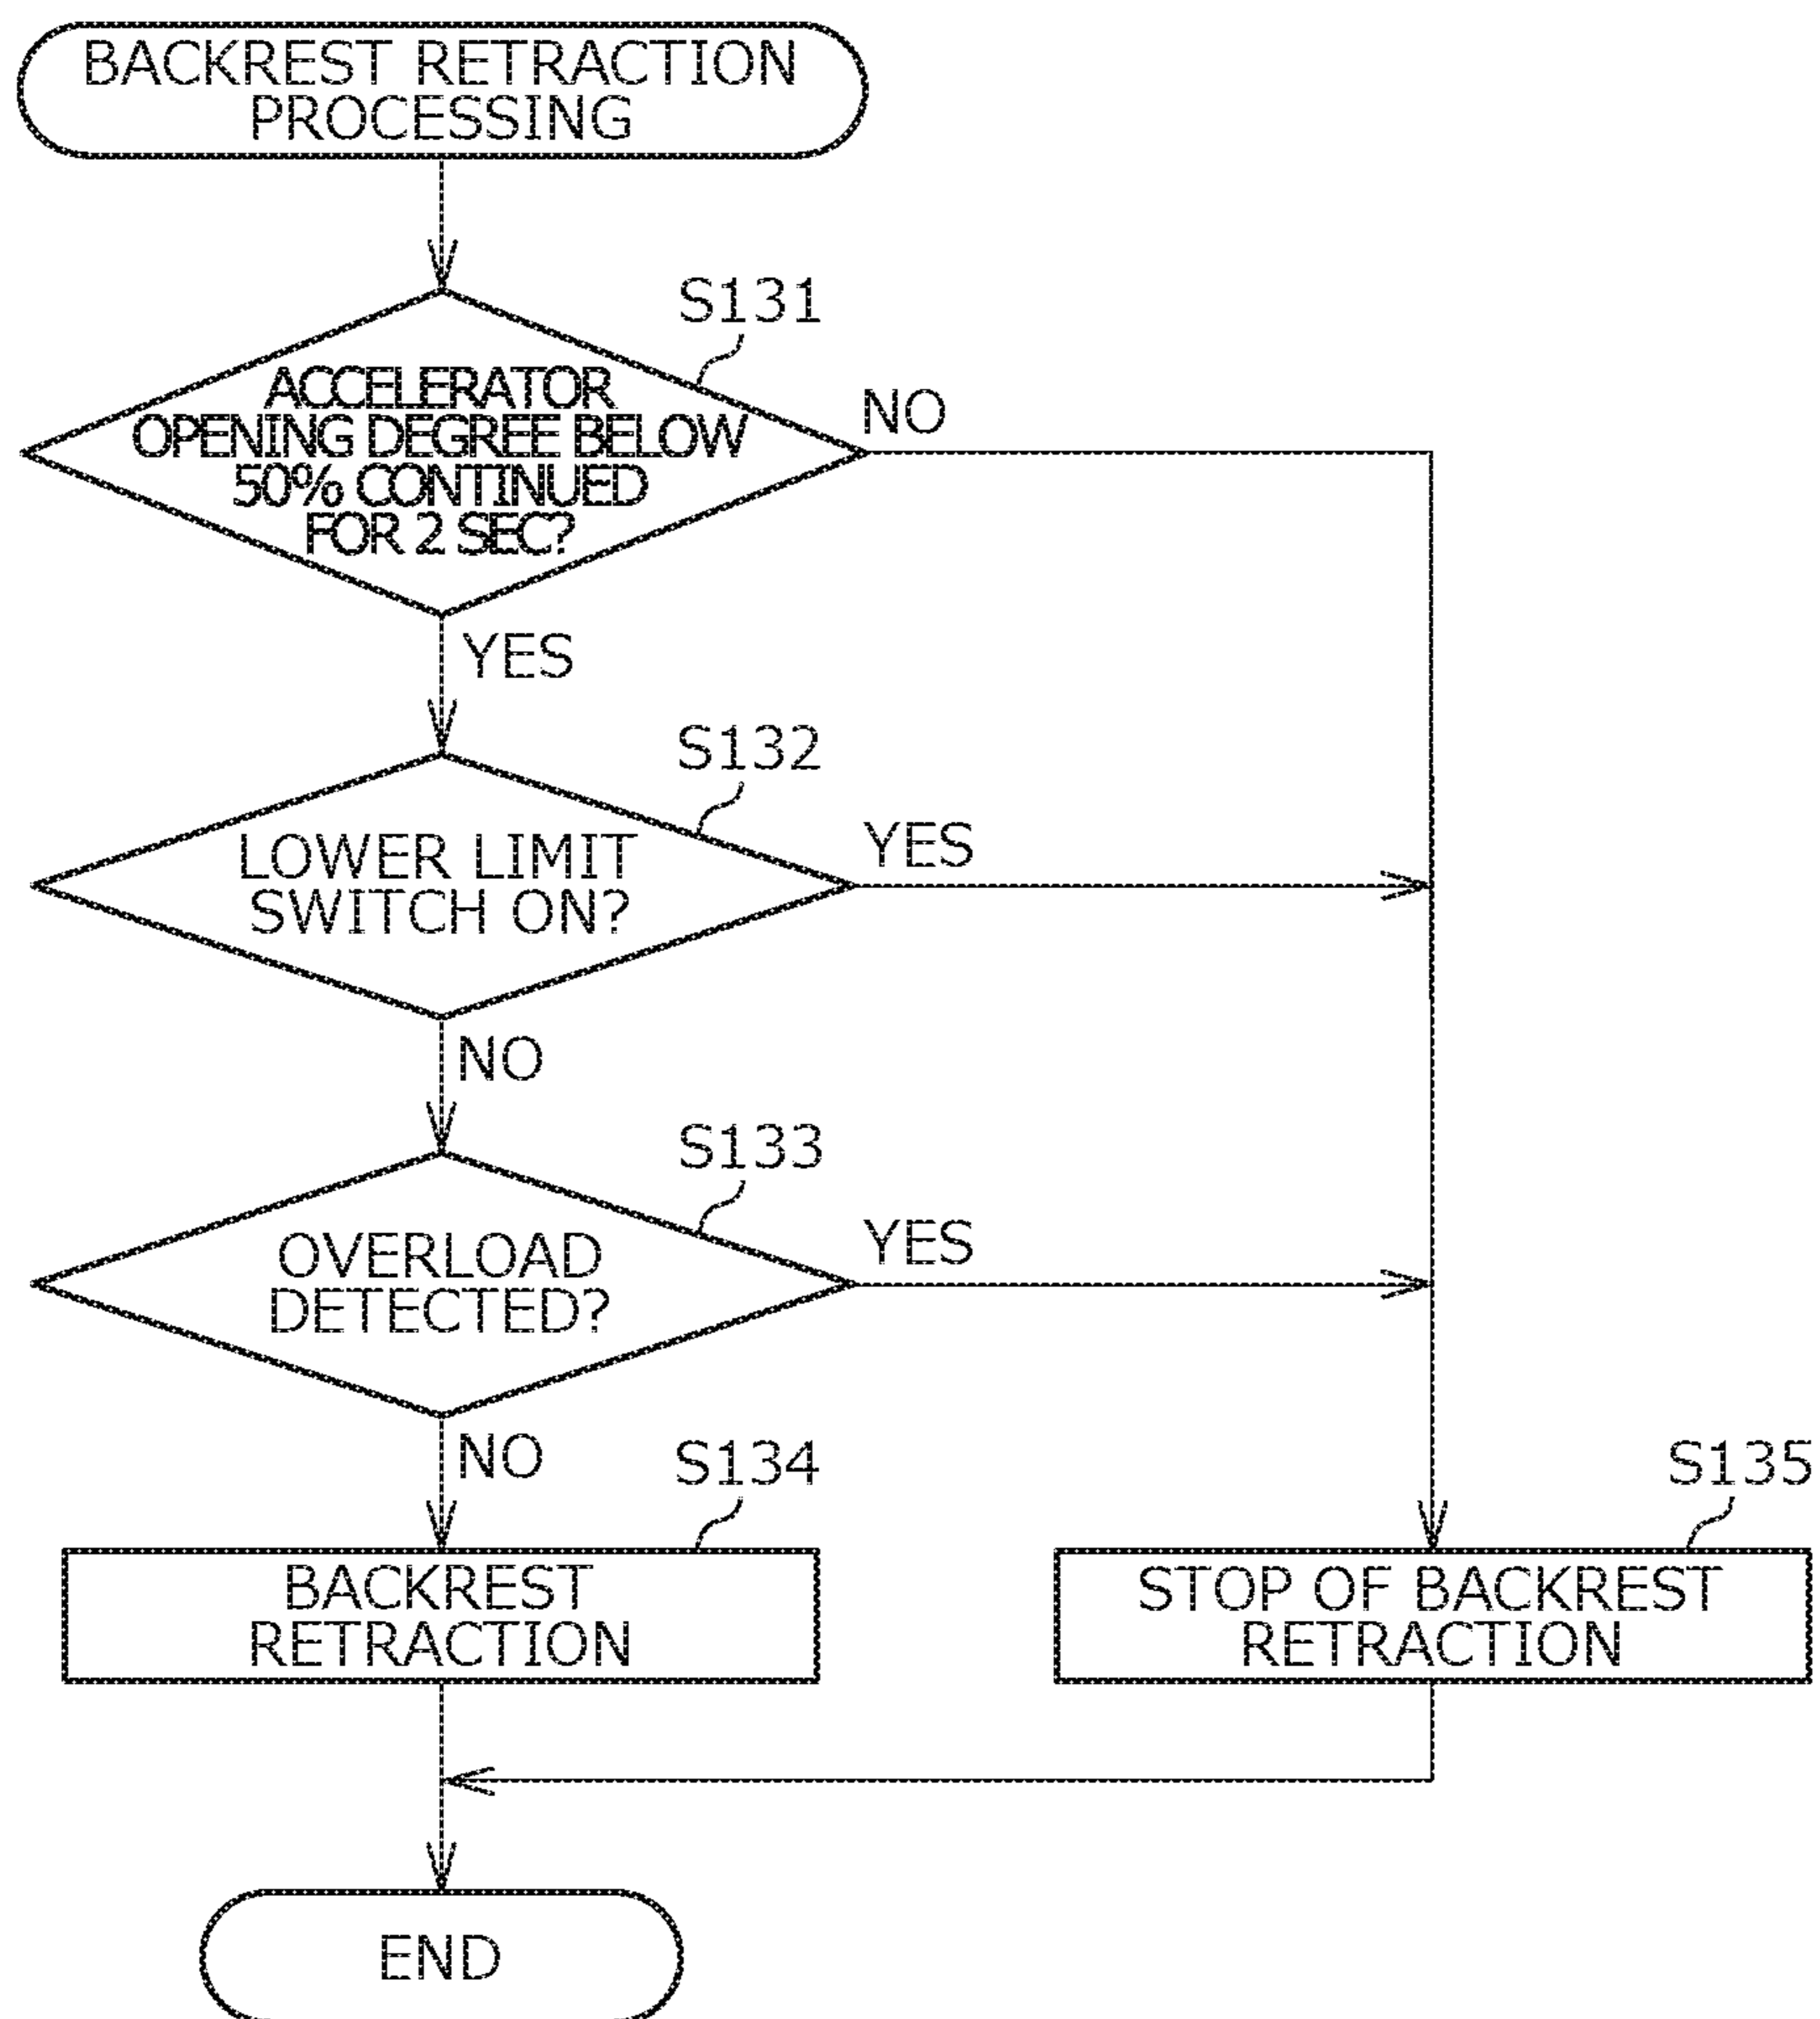 BACKREST RETRACTION
PROCESSING
S131
ACCELERATOR
OPENING DEGREE BELOW
50% CONTINUED
FOR 2 SEC?
NO
YES
S132
LOWER LIMIT
SWITCH ON?
YES
NO
S133
OVERLOAD
DETECTED?
YES
NO
S134
BACKREST
RETRACTION
S135
STOP OF BACKREST
RETRACTION
END